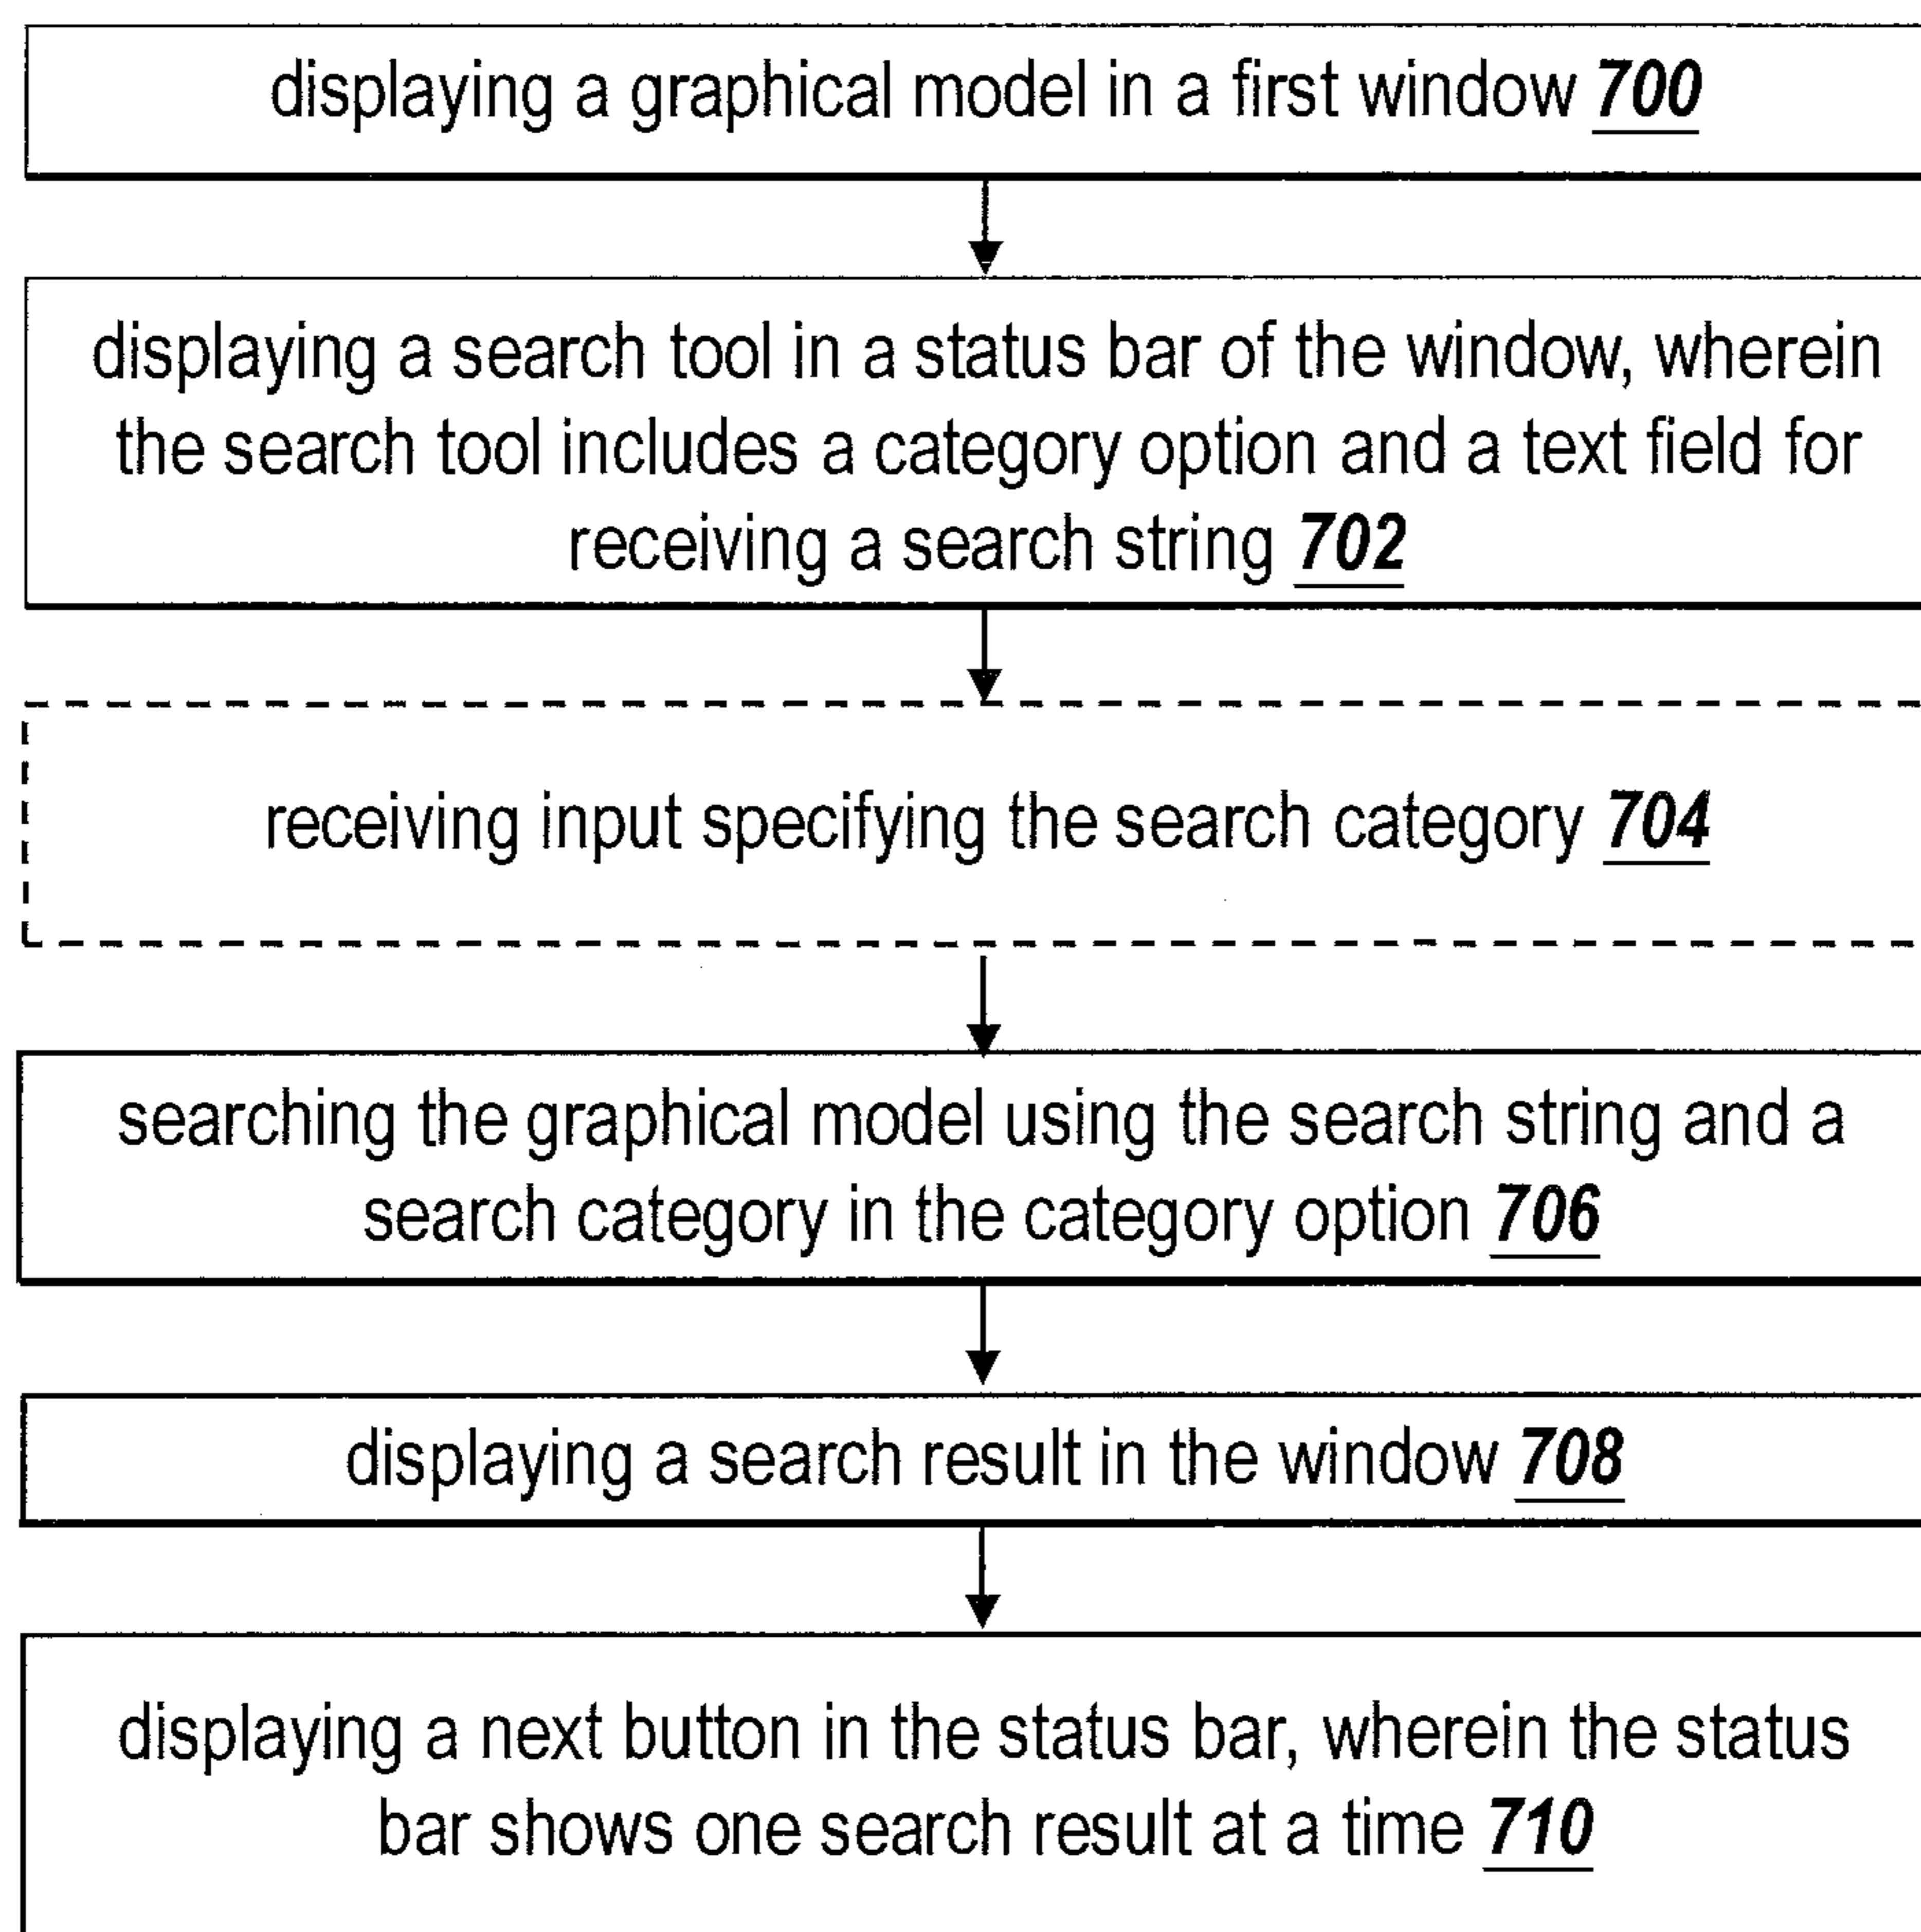 displaying a graphical model in a first window 700
displaying a search tool in a status bar of the window, wherein
the search tool includes a category option and a text field for
receiving a search string 702
receiving input specifying the search category 704
searching the graphical model using the search string and a
search category in the category option 706
displaying a search result in the window 708
displaying a next button in the status bar, wherein the status
bar shows one search result at a time 710